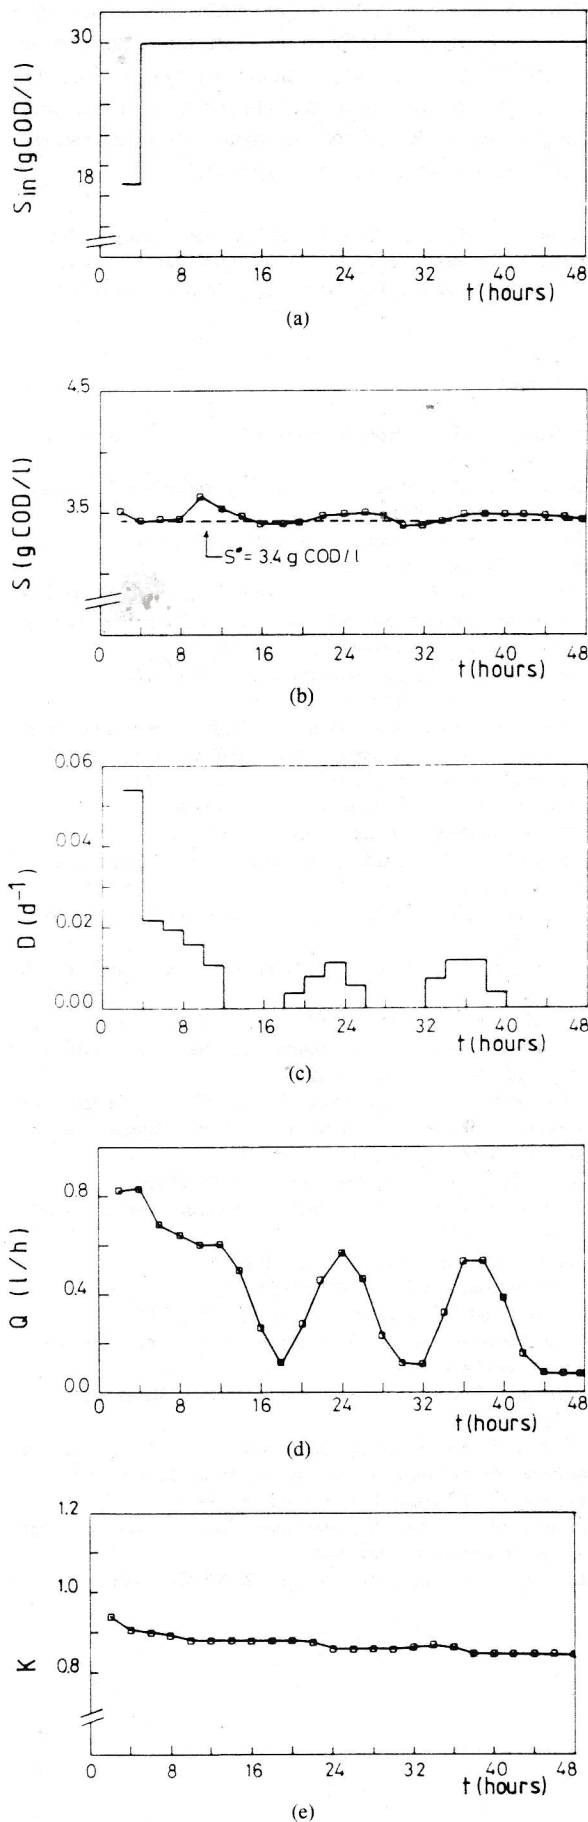 30
18
S_in (g COD/l)
0 8 16 24 32 40 48
t (hours)
(a)
4.5
3.5
S (g COD/l)
S* = 3.4 g COD/l
0 8 16 24 32 40 48
t (hours)
(b)
0.06
0.04
0.02
0.00
D (d⁻¹)
0 8 16 24 32 40 48
t (hours)
(c)
0.8
0.4
0.0
Q (l/h)
0 8 16 24 32 40 48
t (hours)
(d)
1.2
1.0
0.8
K
0 8 16 24 32 40 48
t (hours)
(e)